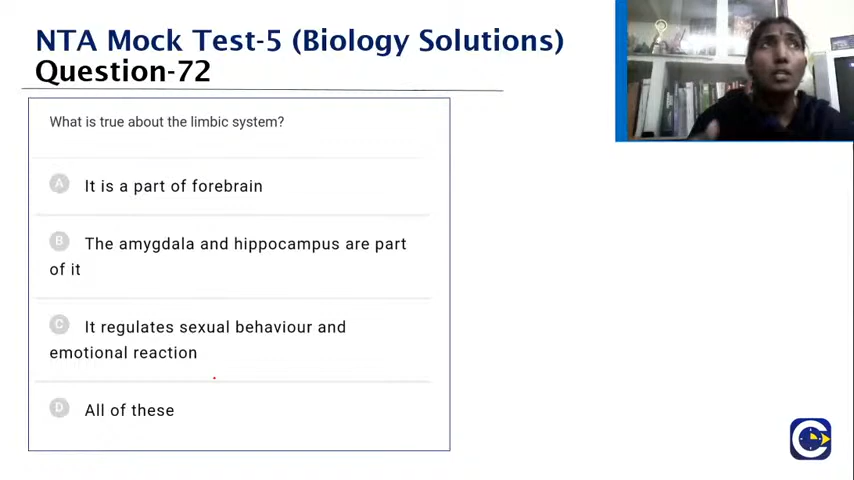 NTA Mock Test-5 (Biology Solutions)
Question-72
What is true about the limbic system?
A It is a part of forebrain
B The amygdala and hippocampus are part
of it
C It regulates sexual behaviour and
emotional reaction
D All of these